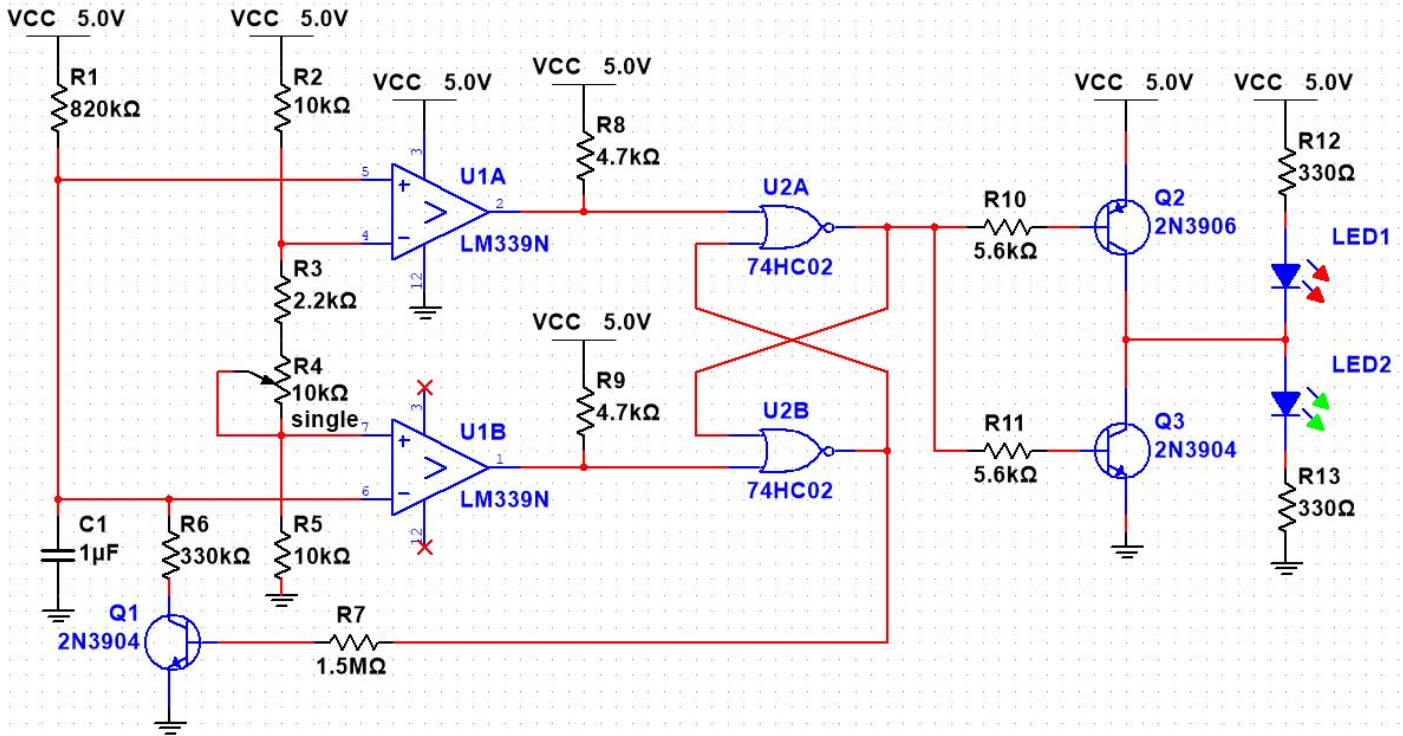 VCC 5.0V
VCC 5.0V
R1
820kΩ
R2
10kΩ
VCC 5.0V
3
5
+
4
−
U1A
2
LM339N
12
VCC 5.0V
R8
4.7kΩ
U2A
74HC02
R10
5.6kΩ
VCC 5.0V
Q2
2N3906
VCC 5.0V
R12
330Ω
LED1
R3
2.2kΩ
R4
10kΩ
single
3
7
+
6
−
U1B
1
LM339N
12
VCC 5.0V
R9
4.7kΩ
U2B
74HC02
R11
5.6kΩ
Q3
2N3904
LED2
R13
330Ω
C1
1µF
R6
330kΩ
R5
10kΩ
Q1
2N3904
R7
1.5MΩ